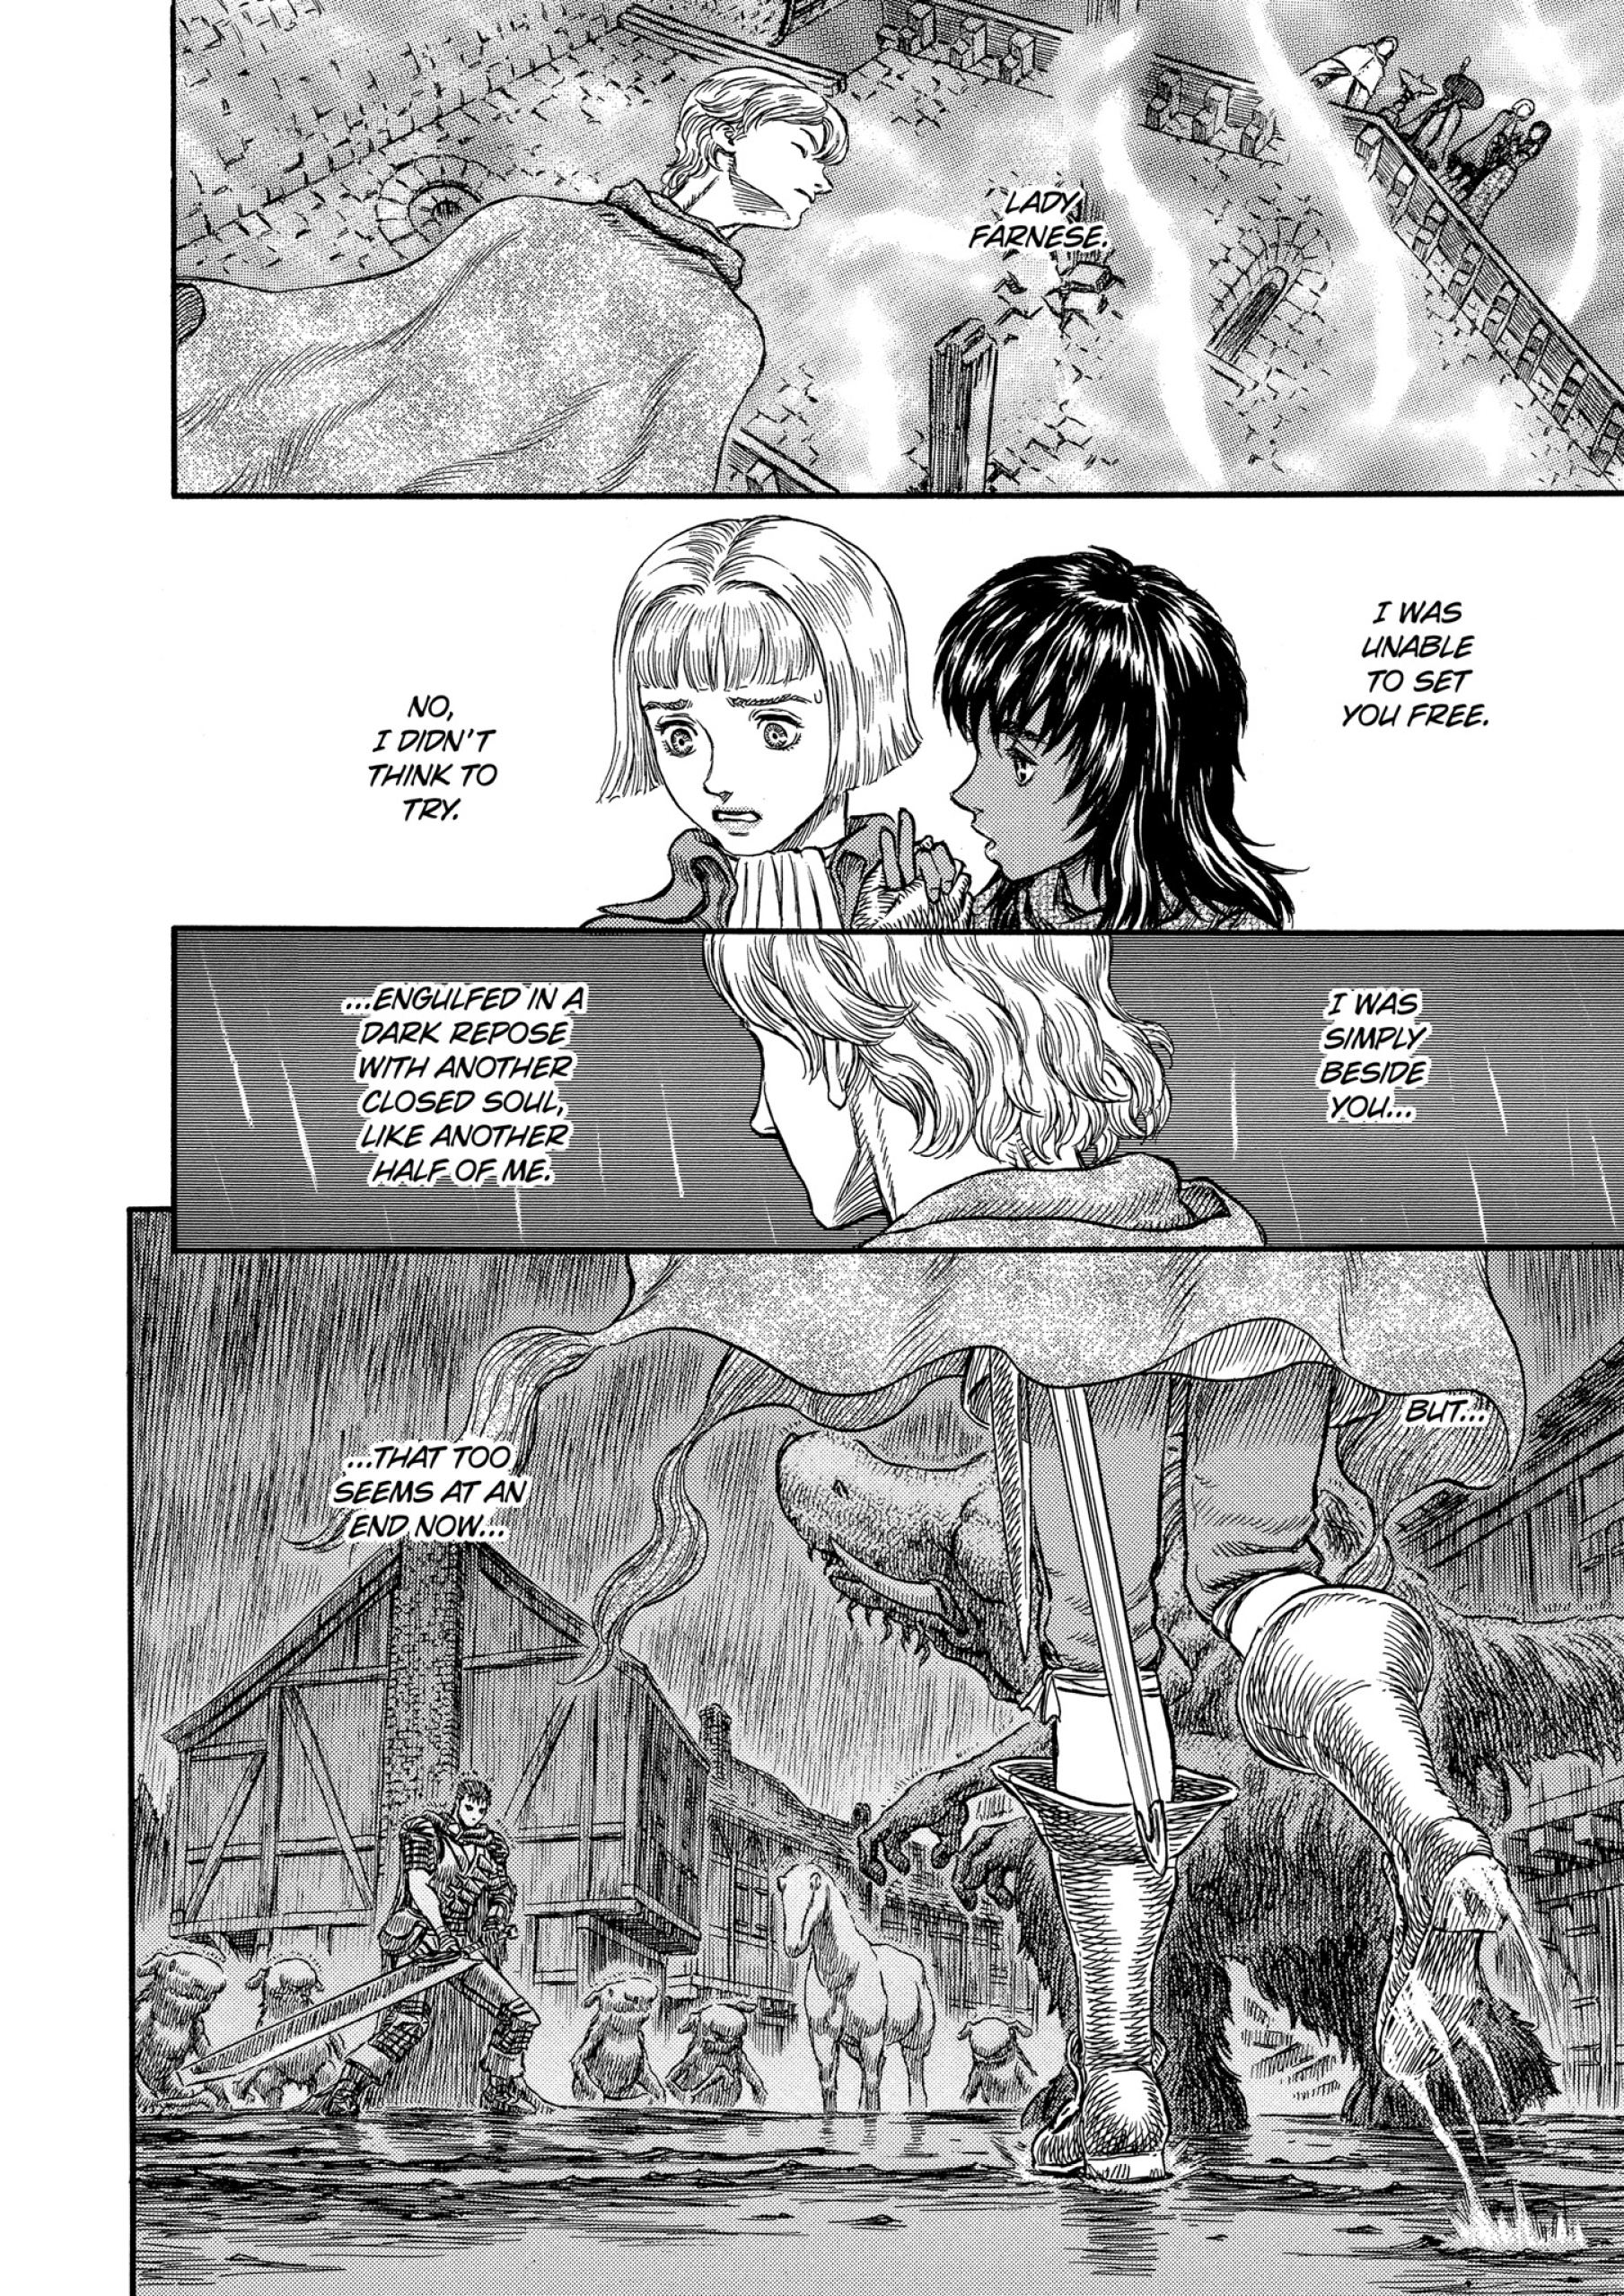 LADY
FARNESE.
I WAS
UNABLE
TO SET
YOU FREE.
NO,
I DIDN'T
THINK TO
TRY.
I WAS
SIMPLY
BESIDE
YOU...
...ENGULFED IN A
DARK REPOSE
WITH ANOTHER
CLOSED SOUL,
LIKE ANOTHER
HALF OF ME.
BUT...
...THAT TOO
SEEMS AT AN
END NOW...